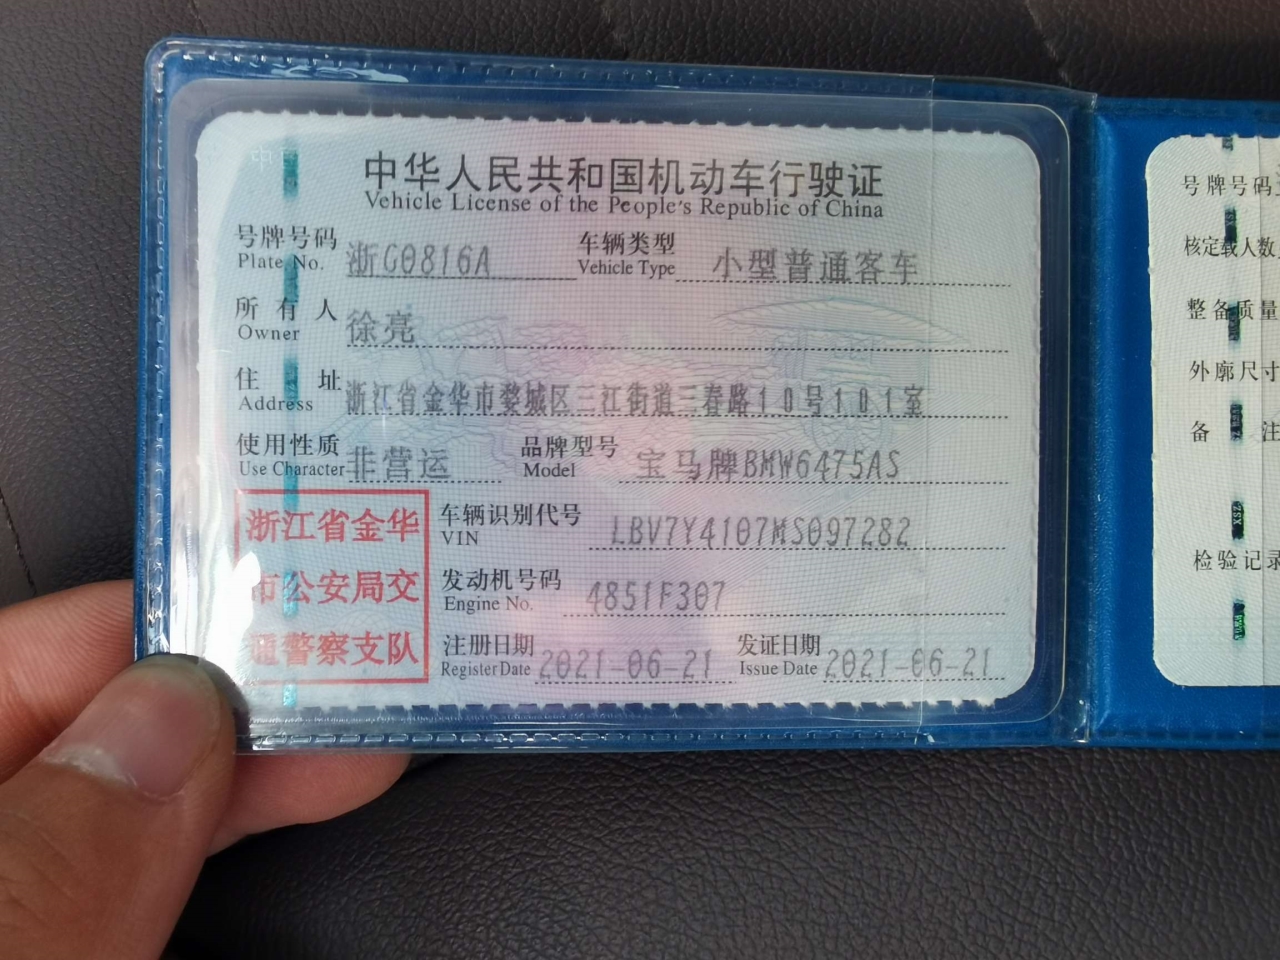 中华人民共和国机动车行驶证
Vehicle License of the People's Republic of China
号牌号码 浙G0816A 车辆类型 小型普通客车
Plate No. Vehicle Type
所有人 徐亮
Owner
住址 浙江省金华市婺城区三江街道三春路10号101室
Address
使用性质 非营运 品牌型号 宝马牌BMW6475AS
Use Character Model
浙江省金华
市公安局交
通警察支队
车辆识别代号 LBV7Y4107MS097282
VIN
发动机号码 4851F307
Engine No.
注册日期 2021-06-21 发证日期 2021-06-21
Register Date Issue Date
号牌号码
核定载人数
整备质量
外廓尺寸
备注
检验记录